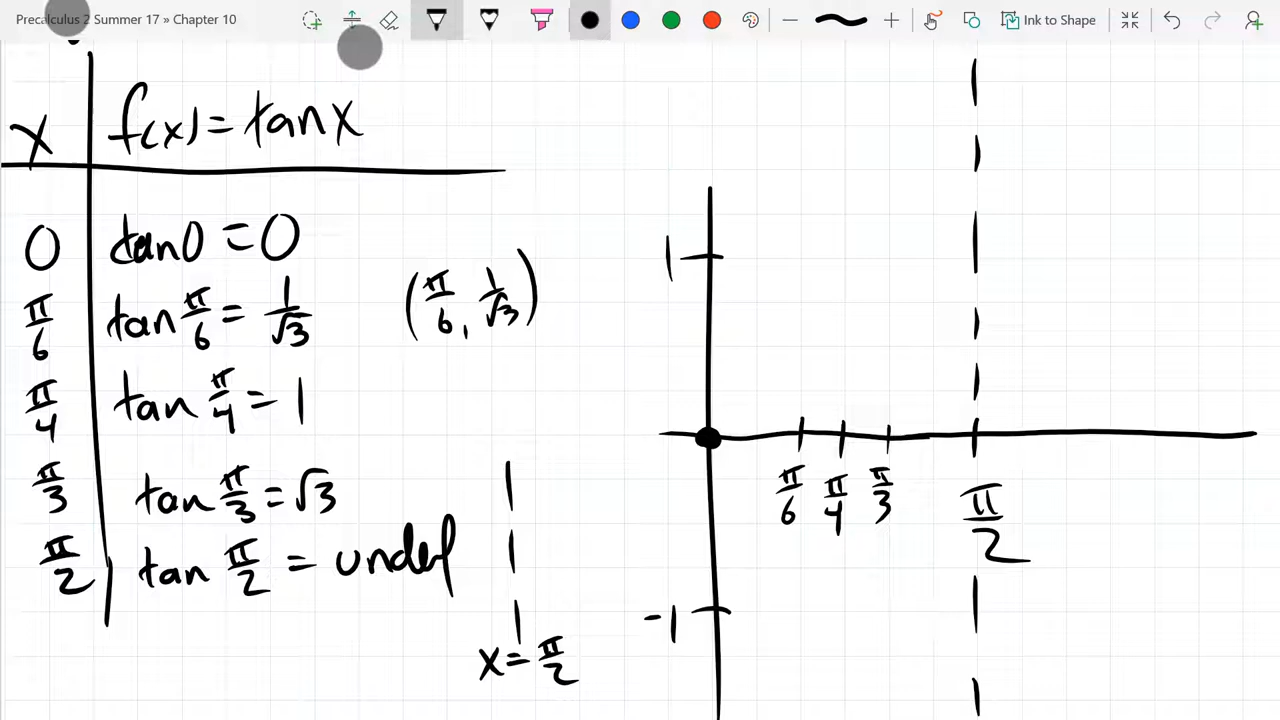 Precalculus 2 Summer 17 » Chapter 10
Ink to Shape
x f(x) = tan x
0 tan 0 = 0
π/6 tan π/6 = 1/√3 (π/6, 1/√3)
π/4 tan π/4 = 1
π/3 tan π/3 = √3
π/2 tan π/2 = undef
x = π/2
1
π/6 π/4 π/3 π/2
-1